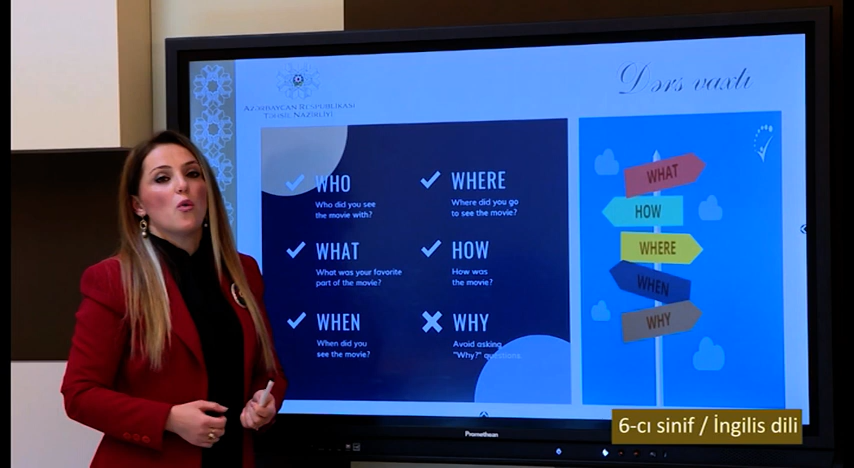 AZƏRBAYCAN RESPUBLİKASI
TƏHSİL NAZİRLİYİ
Dərs vaxtı
WHO
Who did you see
the movie with?
WHERE
Where did you go
to see the movie?
WHAT
What was your favorite
part of the movie?
HOW
How was
the movie?
WHEN
When did you
see the movie?
WHY
Avoid asking
"Why?" questions.
WHAT
HOW
WHERE
WHEN
WHY
Promethean
6-cı sinif / İngilis dili